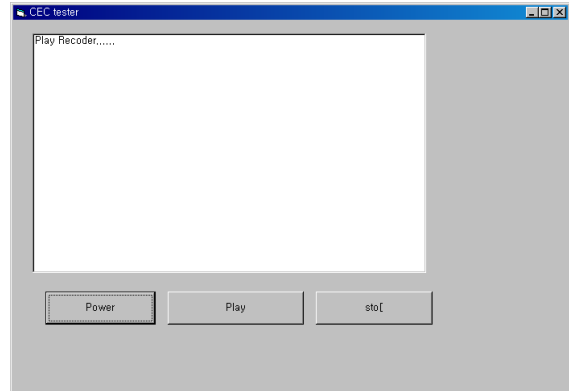 CEC tester
Play Recoder,,,,,,
Power
Play
sto[